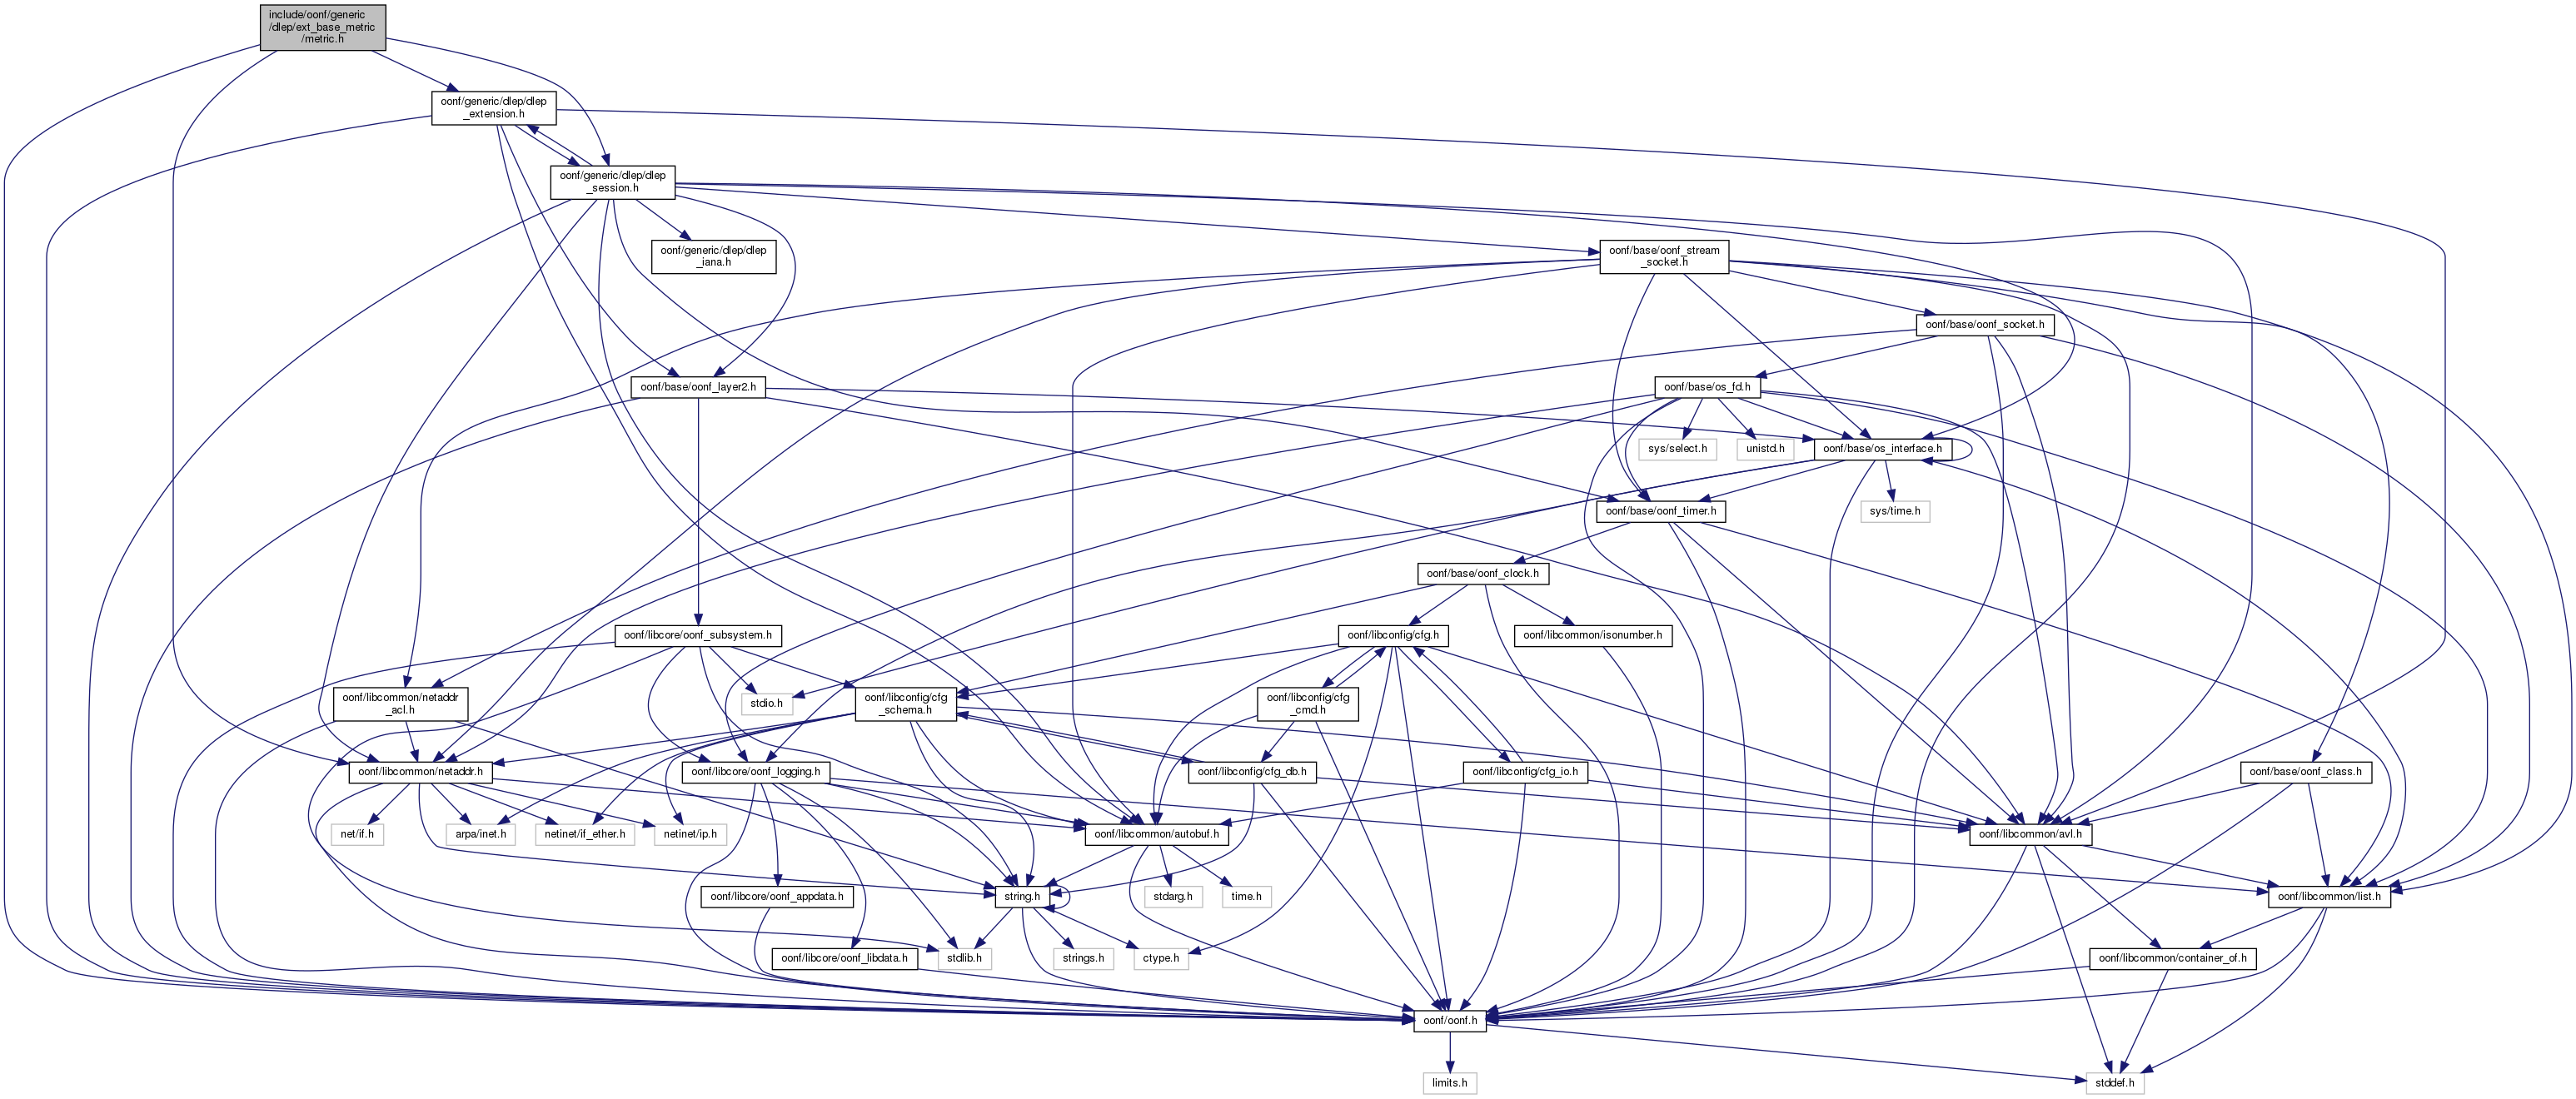 include/oonf/generic
/dlep/ext_base_metric
/metric.h
oonf/generic/dlep/dlep
_extension.h
oonf/generic/dlep/dlep
_session.h
oonf/generic/dlep/dlep
_iana.h
oonf/base/oonf_stream
_socket.h
oonf/base/oonf_socket.h
oonf/base/oonf_layer2.h
oonf/base/os_fd.h
sys/select.h
unistd.h
oonf/base/os_interface.h
oonf/base/oonf_timer.h
sys/time.h
oonf/base/oonf_clock.h
oonf/libcore/oonf_subsystem.h
oonf/libconfig/cfg.h
oonf/libcommon/isonumber.h
oonf/libcommon/netaddr
_acl.h
stdio.h
oonf/libconfig/cfg
_schema.h
oonf/libconfig/cfg
_cmd.h
oonf/libcommon/netaddr.h
oonf/libcore/oonf_logging.h
oonf/libconfig/cfg_db.h
oonf/libconfig/cfg_io.h
oonf/base/oonf_class.h
net/if.h
arpa/inet.h
netinet/if_ether.h
netinet/ip.h
oonf/libcommon/autobuf.h
oonf/libcommon/avl.h
oonf/libcore/oonf_appdata.h
string.h
stdarg.h
time.h
oonf/libcommon/list.h
oonf/libcore/oonf_libdata.h
stdlib.h
strings.h
ctype.h
oonf/libcommon/container_of.h
oonf/oonf.h
limits.h
stddef.h